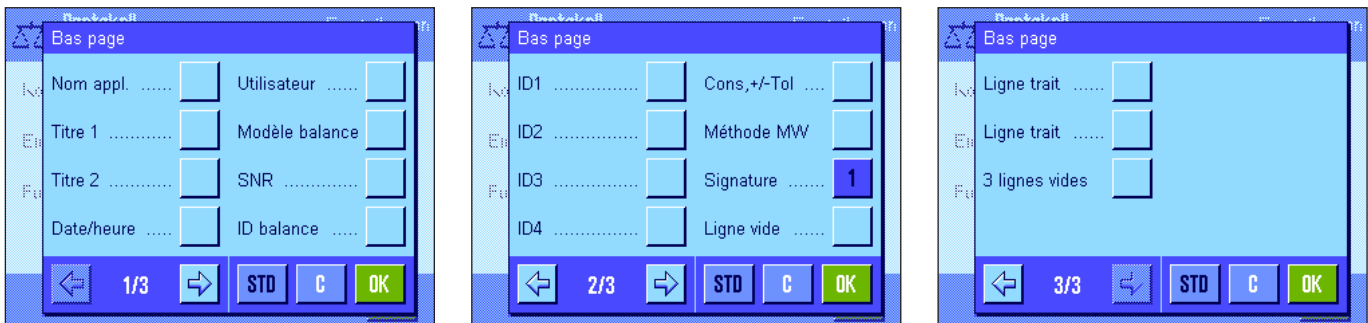 Bas page
Nom appl. ...... Utilisateur ......
Titre 1 ............ Modèle balance
Titre 2 ............ SNR ...............
Date/heure ..... ID balance .....
1/3 STD C OK
Bas page
ID1 ................ Cons,+/-Tol ....
ID2 ................ Méthode MW
ID3 ................ Signature ....... 1
ID4 ................ Ligne vide .....
2/3 STD C OK
Bas page
Ligne trait ......
Ligne trait ......
3 lignes vides
3/3 STD C OK